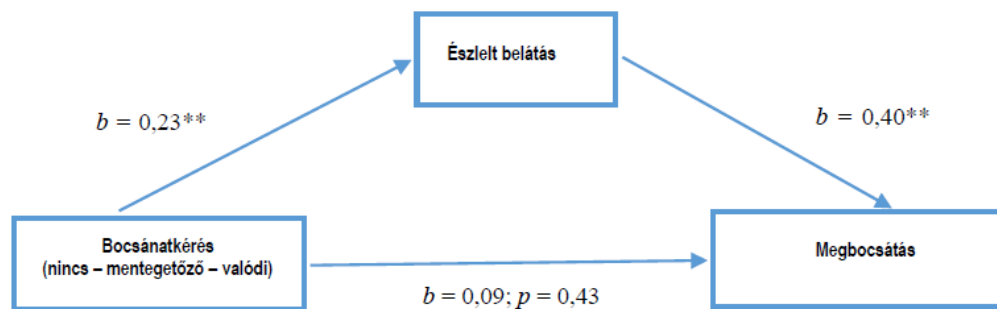 Észlelt belátás
b = 0,23**
b = 0,40**
Bocsánatkérés
(nincs – mentegetőző – valódi)
Megbocsátás
b = 0,09; p = 0,43